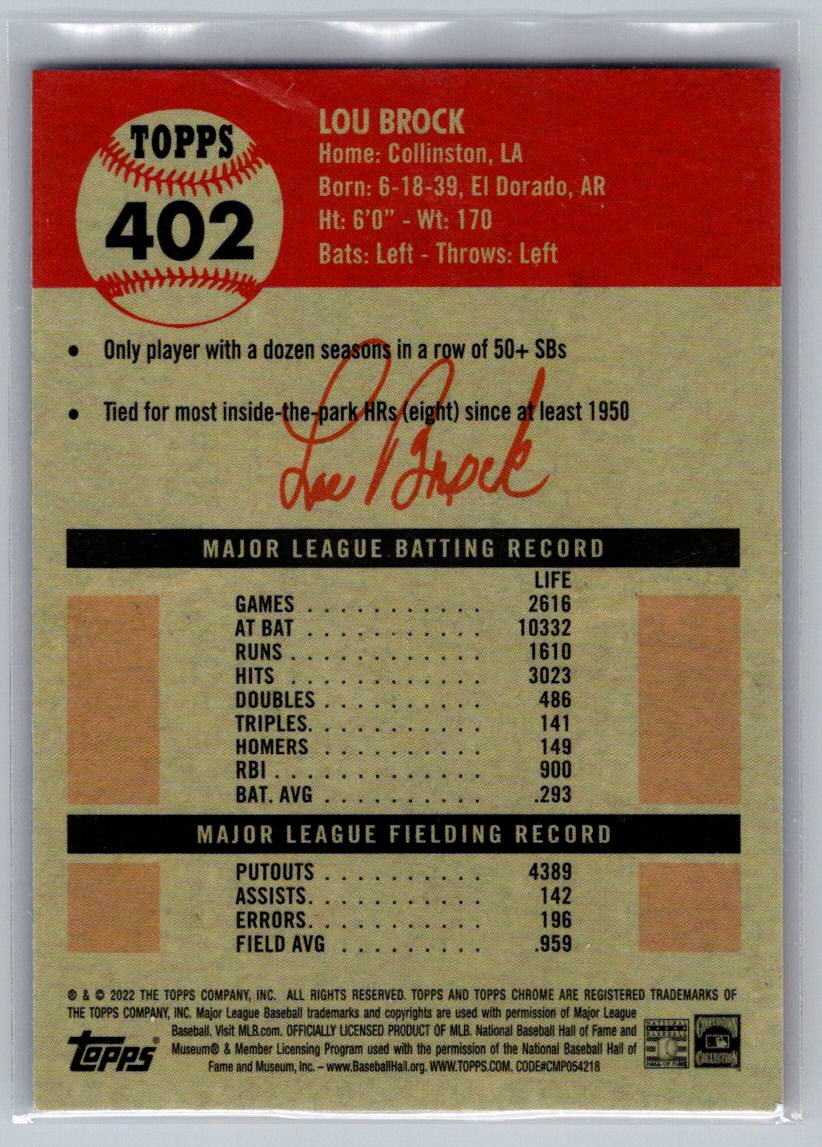 TOPPS
402
LOU BROCK
Home: Collinston, LA
Born: 6-18-39, El Dorado, AR
Ht: 6'0" - Wt: 170
Bats: Left - Throws: Left
• Only player with a dozen seasons in a row of 50+ SBs
• Tied for most inside-the-park HRs (eight) since at least 1950
Lou Brock
MAJOR LEAGUE BATTING RECORD
LIFE
GAMES . . . . . . . . . . . 2616
AT BAT . . . . . . . . . . . 10332
RUNS . . . . . . . . . . . . 1610
HITS . . . . . . . . . . . . 3023
DOUBLES . . . . . . . . . . 486
TRIPLES. . . . . . . . . . . 141
HOMERS . . . . . . . . . . 149
RBI . . . . . . . . . . . . . 900
BAT. AVG . . . . . . . . . . .293
MAJOR LEAGUE FIELDING RECORD
PUTOUTS . . . . . . . . . . 4389
ASSISTS. . . . . . . . . . . 142
ERRORS. . . . . . . . . . . 196
FIELD AVG . . . . . . . . . .959
® & © 2022 THE TOPPS COMPANY, INC. ALL RIGHTS RESERVED. TOPPS AND TOPPS CHROME ARE REGISTERED TRADEMARKS OF
THE TOPPS COMPANY, INC. Major League Baseball trademarks and copyrights are used with permission of Major League
Baseball. Visit MLB.com. OFFICIALLY LICENSED PRODUCT OF MLB. National Baseball Hall of Fame and
Museum® & Member Licensing Program used with the permission of the National Baseball Hall of
Fame and Museum, Inc. – www.BaseballHall.org. WWW.TOPPS.COM. CODE#CMP054218
topps®
NATIONAL BASEBALL HALL OF FAME
COOPERSTOWN COLLECTION